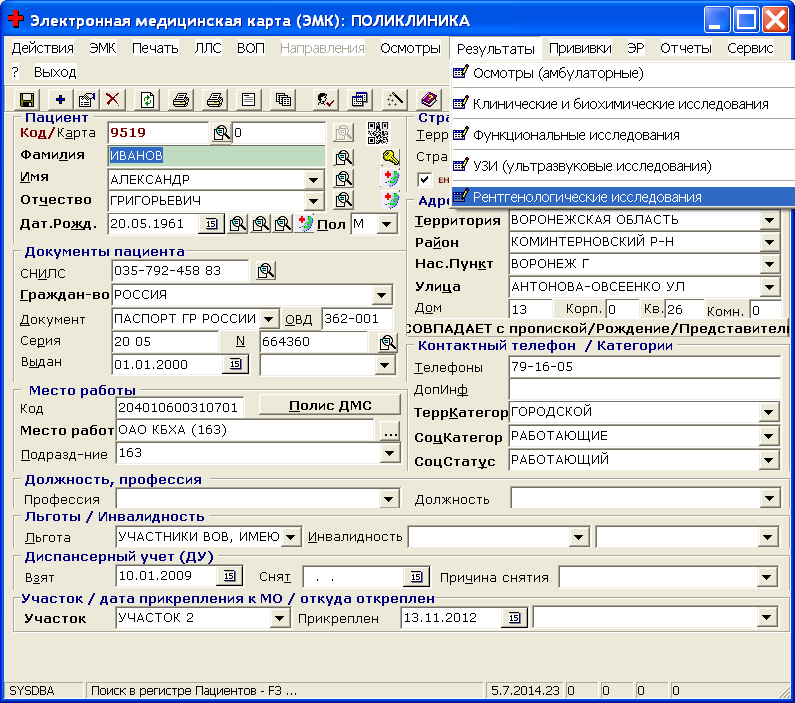 Электронная медицинская карта (ЭМК): ПОЛИКЛИНИКА
Действия ЭМК Печать ЛЛС ВОП Направления Осмотры Результаты Прививки ЭР Отчеты Сервис
? Выход
Осмотры (амбулаторные)
Клинические и биохимические исследования
Функциональные исследования
УЗИ (ультразвуковые исследования)
Рентгенологические исследования
Пациент
Код/Карта 9519 0
Фамилия ИВАНОВ
Имя АЛЕКСАНДР
Отчество ГРИГОРЬЕВИЧ
Дат.Рожд. 20.05.1961 15 Пол М
Стра
Терр
Стра
ЕН
Адре
Территория ВОРОНЕЖСКАЯ ОБЛАСТЬ
Район КОМИНТЕРНОВСКИЙ Р-Н
Нас.Пункт ВОРОНЕЖ Г
Улица АНТОНОВА-ОВСЕЕНКО УЛ
Дом 13 Корп. 0 Кв. 26 Комн. 0
СОВПАДАЕТ с пропиской/Рождение/Представитель
Документы пациента
СНИЛС 035-792-458 83
Граждан-во РОССИЯ
Документ ПАСПОРТ ГР РОССИИ ОВД 362-001
Серия 20 05 N 664360
Выдан 01.01.2000 15
Контактный телефон / Категории
Телефоны 79-16-05
ДопИнф
ТеррКатегор ГОРОДСКОЙ
СоцКатегор РАБОТАЮЩИЕ
СоцСтатус РАБОТАЮЩИЙ
Место работы
Код 204010600310701 Полис ДМС
Место работ ОАО КБХА (163) ...
Подразд-ние 163
Должность, профессия
Профессия Должность
Льготы / Инвалидность
Льгота УЧАСТНИКИ ВОВ, ИМЕЮ Инвалидность
Диспансерный учет (ДУ)
Взят 10.01.2009 15 Снят . . 15 Причина снятия
Участок / дата прикрепления к МО / откуда откреплен
Участок УЧАСТОК 2 Прикреплен 13.11.2012 15
SYSDBA Поиск в регистре Пациентов - F3 ... 5.7.2014.23 0 0 0 0